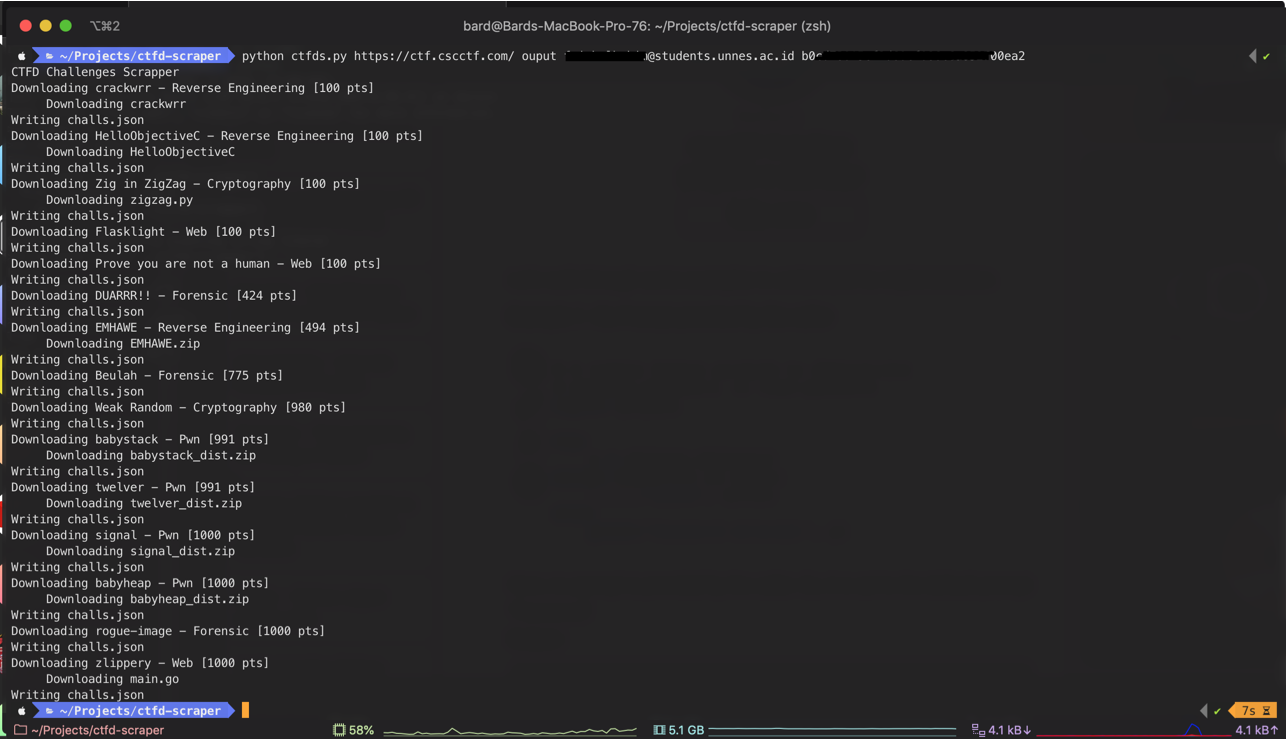 ⌥⌘2
bard@Bards-MacBook-Pro-76: ~/Projects/ctfd-scraper (zsh)
~/Projects/ctfd-scraper python ctfds.py https://ctf.cscctf.com/ ouput @students.unnes.ac.id b0 00ea2
CTFD Challenges Scrapper
Downloading crackwrr – Reverse Engineering [100 pts]
Downloading crackwrr
Writing challs.json
Downloading HelloObjectiveC – Reverse Engineering [100 pts]
Downloading HelloObjectiveC
Writing challs.json
Downloading Zig in ZigZag – Cryptography [100 pts]
Downloading zigzag.py
Writing challs.json
Downloading Flasklight – Web [100 pts]
Writing challs.json
Downloading Prove you are not a human – Web [100 pts]
Writing challs.json
Downloading DUARRR!! – Forensic [424 pts]
Writing challs.json
Downloading EMHAWE – Reverse Engineering [494 pts]
Downloading EMHAWE.zip
Writing challs.json
Downloading Beulah – Forensic [775 pts]
Writing challs.json
Downloading Weak Random – Cryptography [980 pts]
Writing challs.json
Downloading babystack – Pwn [991 pts]
Downloading babystack_dist.zip
Writing challs.json
Downloading twelver – Pwn [991 pts]
Downloading twelver_dist.zip
Writing challs.json
Downloading signal – Pwn [1000 pts]
Downloading signal_dist.zip
Writing challs.json
Downloading babyheap – Pwn [1000 pts]
Downloading babyheap_dist.zip
Writing challs.json
Downloading rogue-image – Forensic [1000 pts]
Writing challs.json
Downloading zlippery – Web [1000 pts]
Downloading main.go
Writing challs.json
~/Projects/ctfd-scraper 7s
~/Projects/ctfd-scraper 58% 5.1 GB 4.1 kB↓ 4.1 kB↑